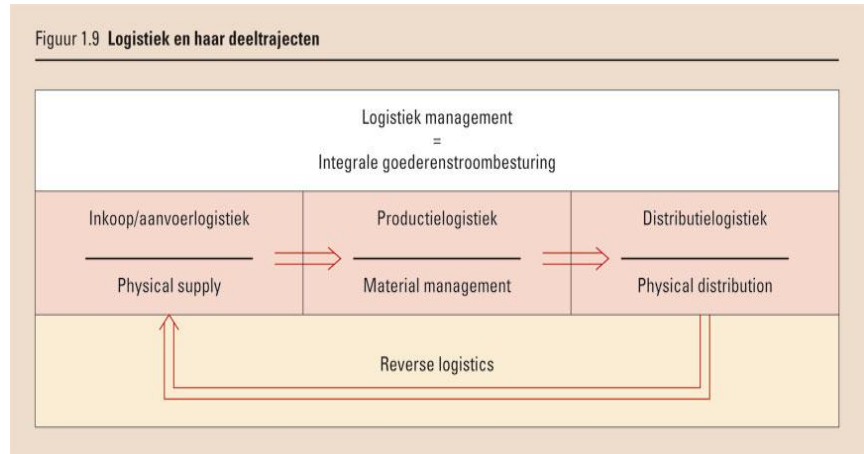 Figuur 1.9 Logistiek en haar deeltrajecten
Logistiek management
=
Integrale goederenstroombesturing
Inkoop/aanvoerlogistiek
Physical supply
Productielogistiek
Material management
Distributielogistiek
Physical distribution
Reverse logistics